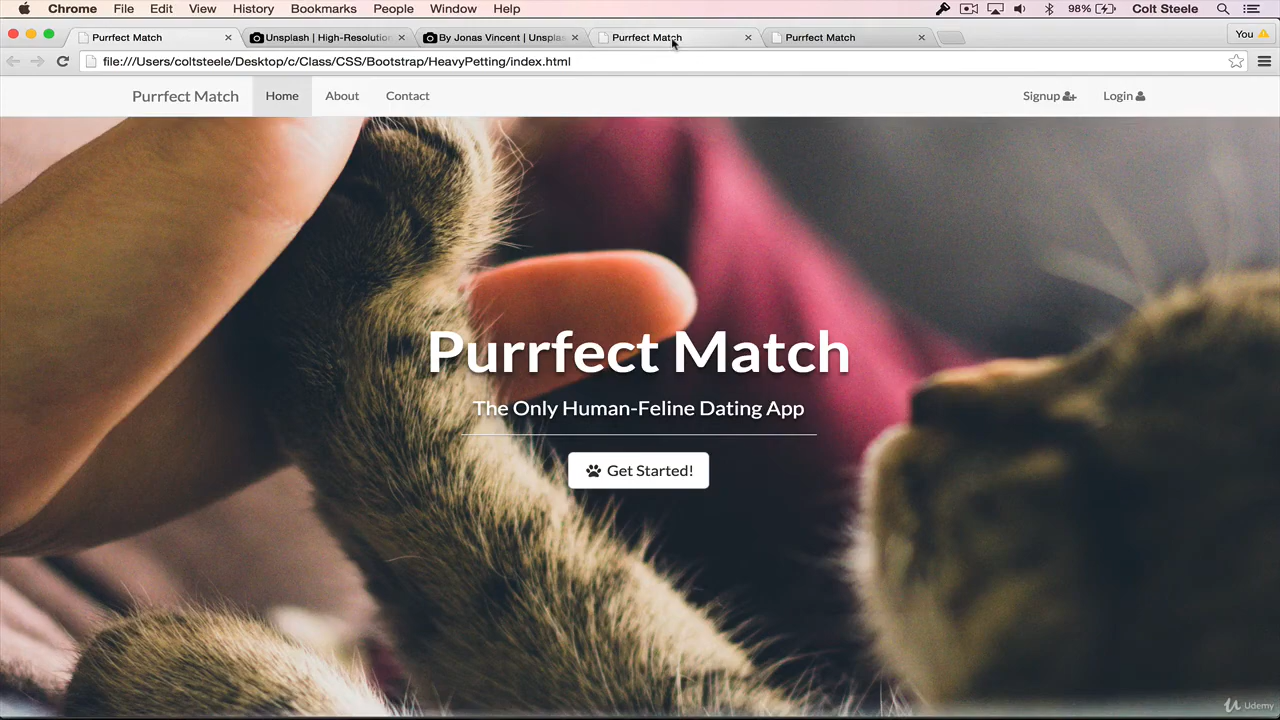 Chrome File Edit View History Bookmarks People Window Help 98% Colt Steele
Purrfect Match Unsplash | High-Resolutio By Jonas Vincent | Unspla Purrfect Match Purrfect Match You
file:///Users/coltsteele/Desktop/c/Class/CSS/Bootstrap/HeavyPetting/index.html
Purrfect Match Home About Contact Signup Login
Purrfect Match
The Only Human-Feline Dating App
Get Started!
Udemy